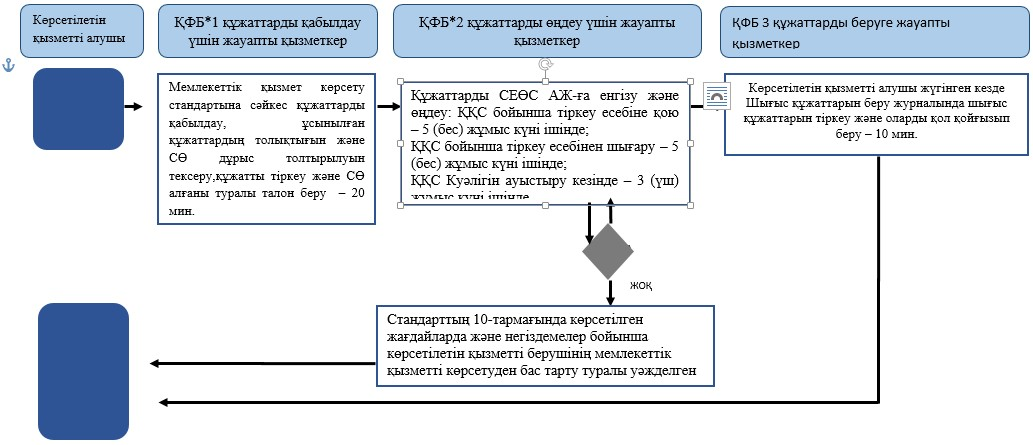 Көрсетілетін
қызметті алушы
ҚФБ*1 құжаттарды қабылдау
үшін жауапты қызметкер
ҚФБ*2 құжаттарды өңдеу үшін жауапты
қызметкер
ҚФБ 3 құжаттарды беруге жауапты
қызметкер
Мемлекеттік қызмет көрсету
стандартына сәйкес құжаттарды
қабылдау, ұсынылған
құжаттардың толықтығын және
СӨ дұрыс толтырылуын
тексеру,құжатты тіркеу және СӨ
алғаны туралы талон беру – 20
мин.
Құжаттарды СЕӨС АЖ-ға енгізу және
өңдеу: ҚҚС бойынша тіркеу есебіне қою
– 5 (бес) жұмыс күні ішінде;
ҚҚС бойынша тіркеу есебінен шығару – 5
(бес) жұмыс күні ішінде;
ҚҚС Куәлігін ауыстыру кезінде – 3 (үш)
жұмыс күні ішінде
Көрсетілетін қызметті алушы жүгінген кезде
Шығыс құжаттарын беру журналында шығыс
құжаттарын тіркеу және оларды қол қойғызып
беру – 10 мин.
жоқ
Стандарттың 10-тармағында көрсетілген
жағдайларда және негіздемелер бойынша
көрсетілетін қызметті берушінің мемлекеттік
қызметті көрсетуден бас тарту туралы уәжделген